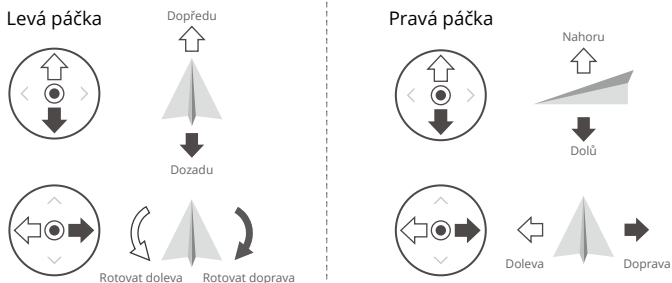 Levá páčka
Dopředu
Dozadu
Rotovat doleva
Rotovat doprava
Pravá páčka
Nahoru
Dolů
Doleva
Doprava